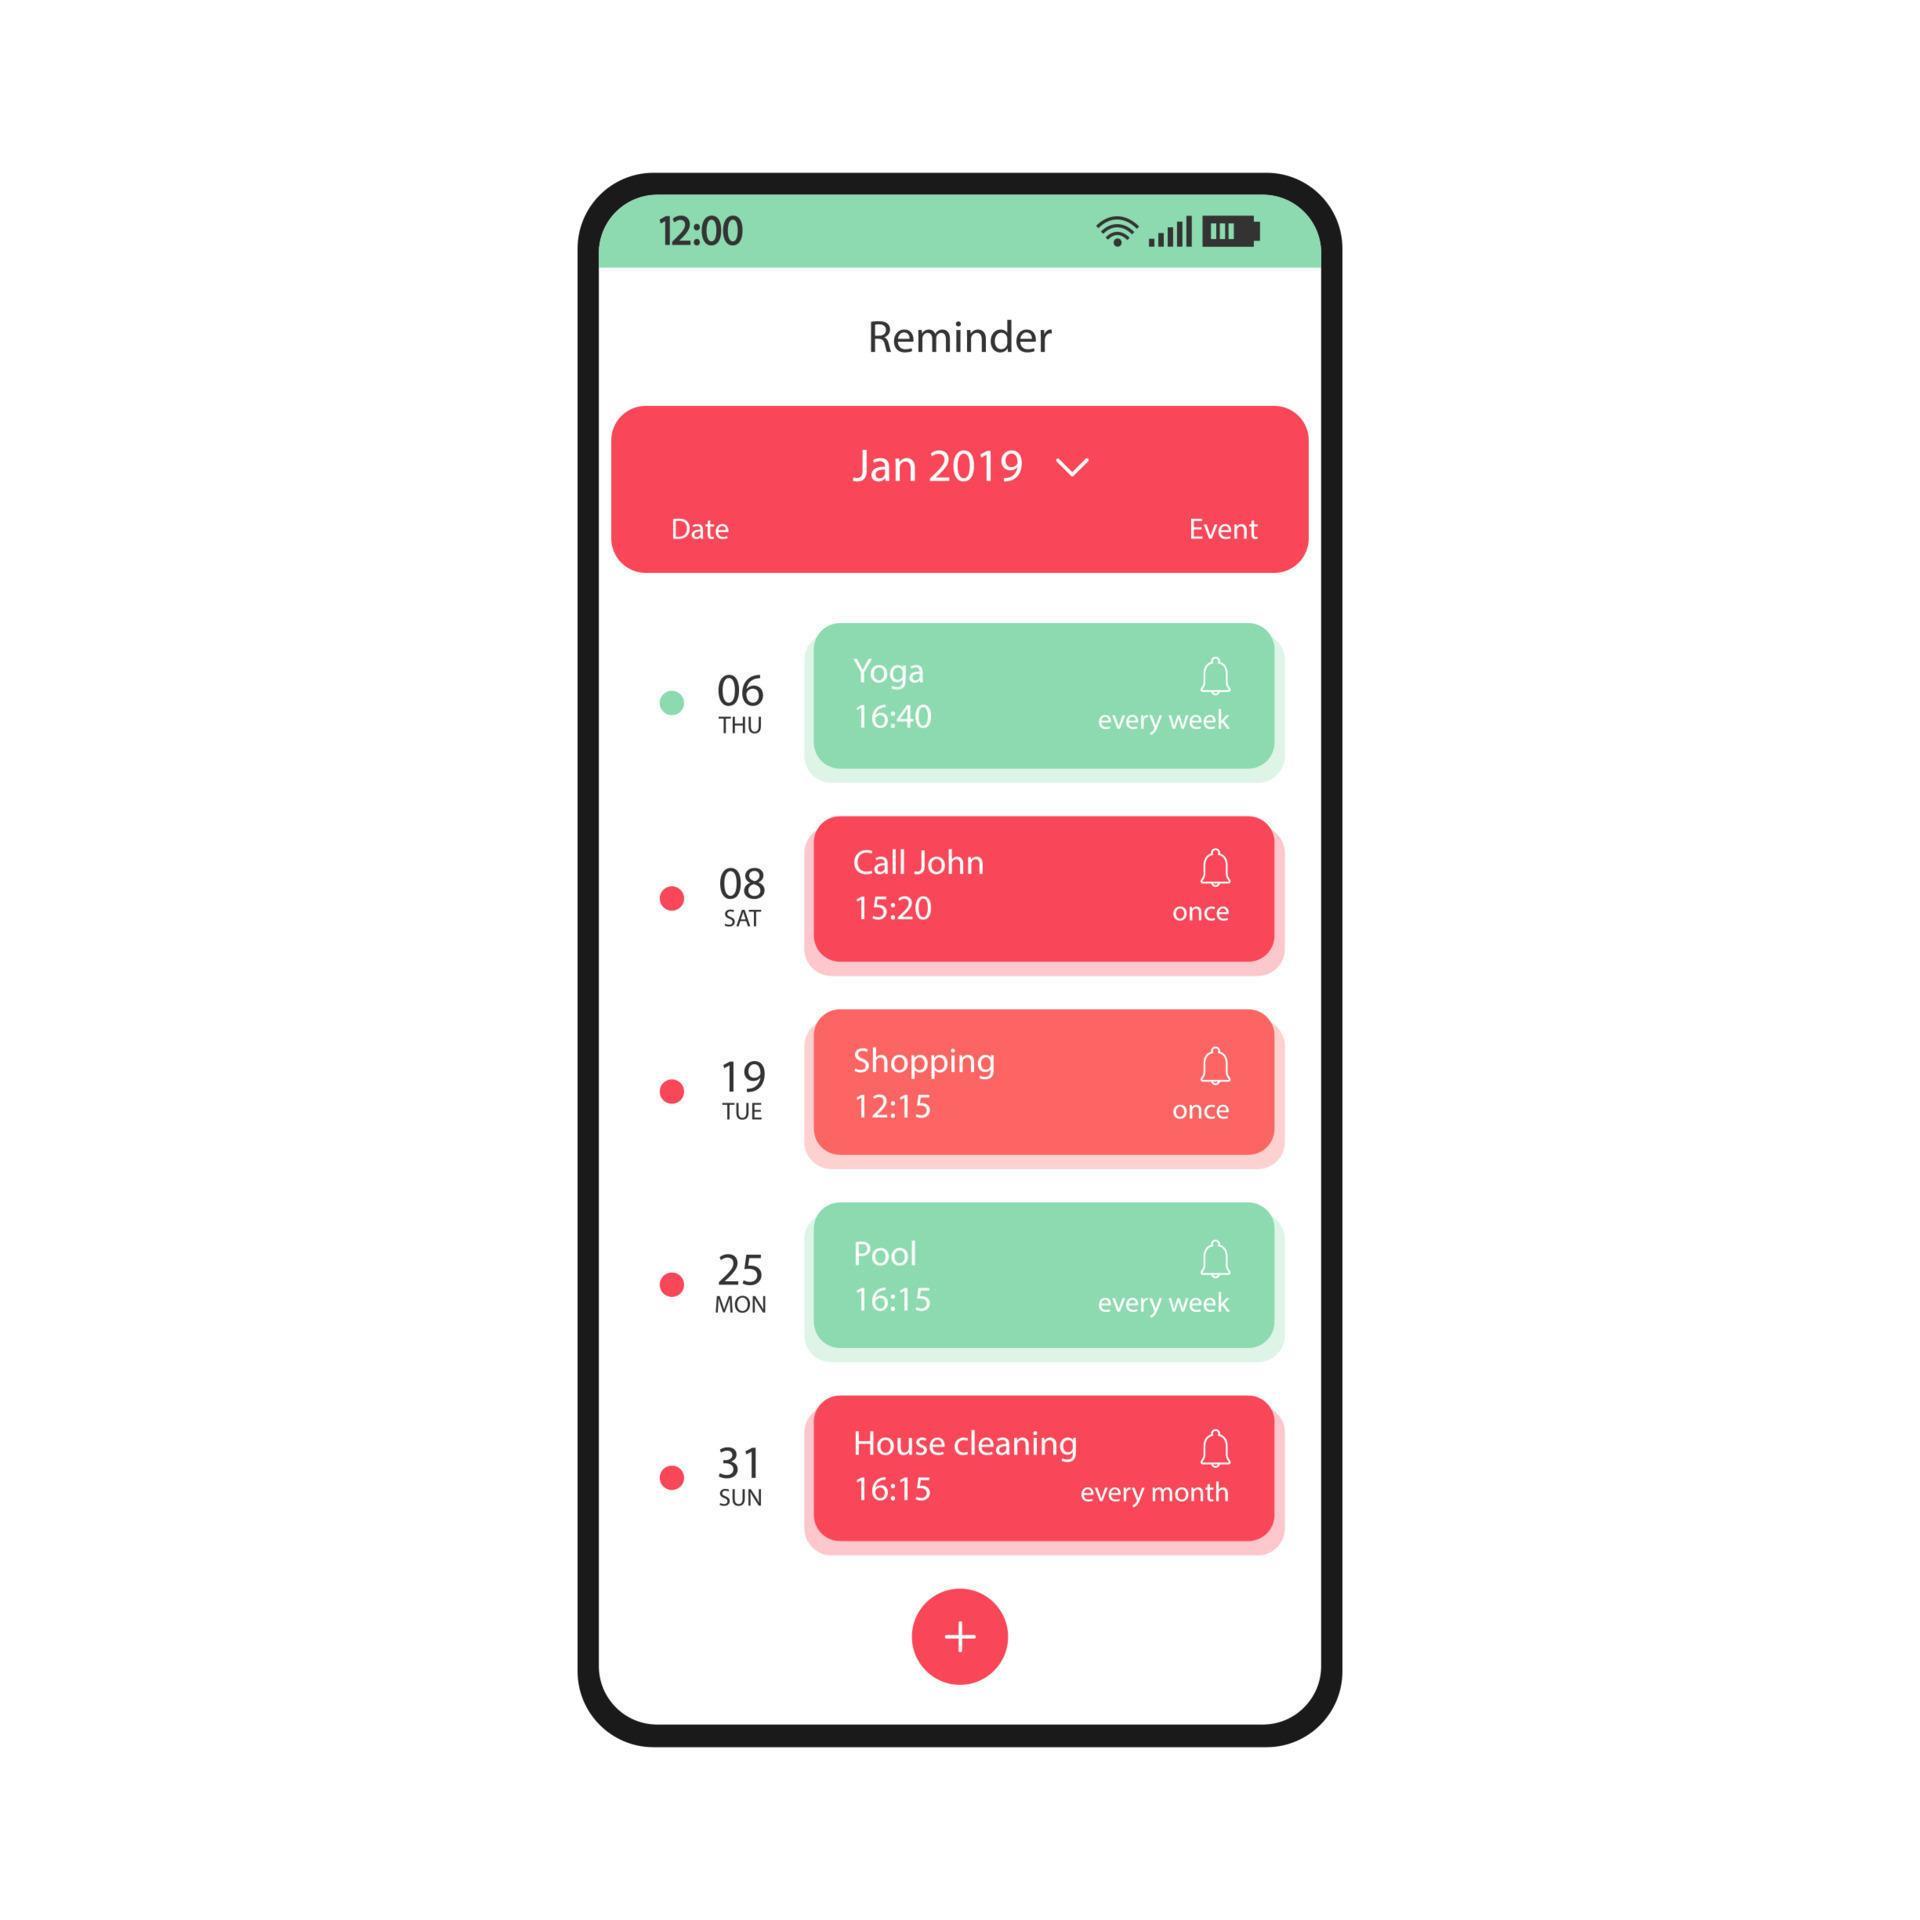 12:00
Reminder
Jan 2019
Date Event
06
THU
Yoga
16:40 every week
08
SAT
Call John
15:20 once
19
TUE
Shopping
12:15 once
25
MON
Pool
16:15 every week
31
SUN
House cleaning
16:15 every month